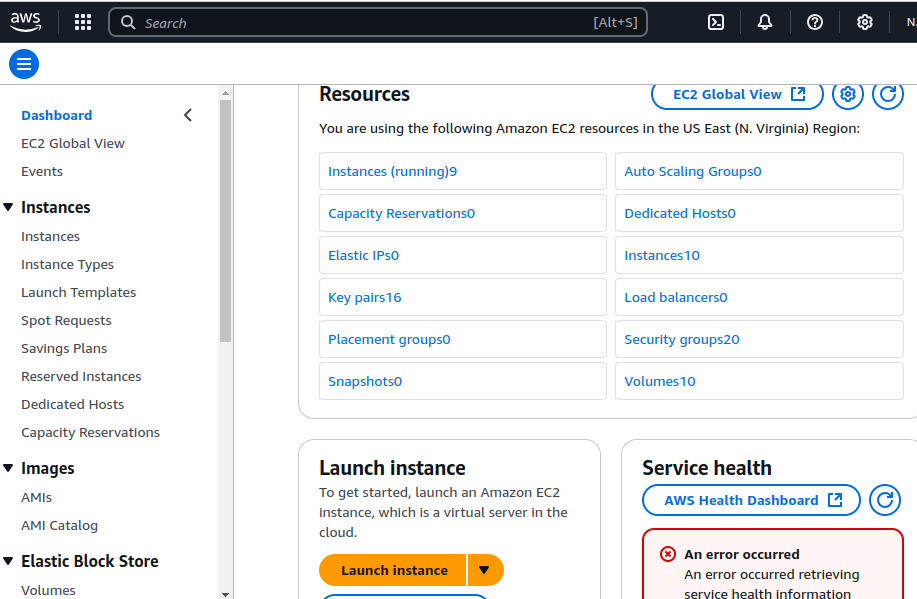 aws
Search
[Alt+S]
N.
Dashboard
EC2 Global View
Events
Instances
Instances
Instance Types
Launch Templates
Spot Requests
Savings Plans
Reserved Instances
Dedicated Hosts
Capacity Reservations
Images
AMIs
AMI Catalog
Elastic Block Store
Volumes
Resources
EC2 Global View
You are using the following Amazon EC2 resources in the US East (N. Virginia) Region:
Instances (running)9
Auto Scaling Groups0
Capacity Reservations0
Dedicated Hosts0
Elastic IPs0
Instances10
Key pairs16
Load balancers0
Placement groups0
Security groups20
Snapshots0
Volumes10
Launch instance
To get started, launch an Amazon EC2
instance, which is a virtual server in the
cloud.
Launch instance
Service health
AWS Health Dashboard
An error occurred
An error occurred retrieving
service health information